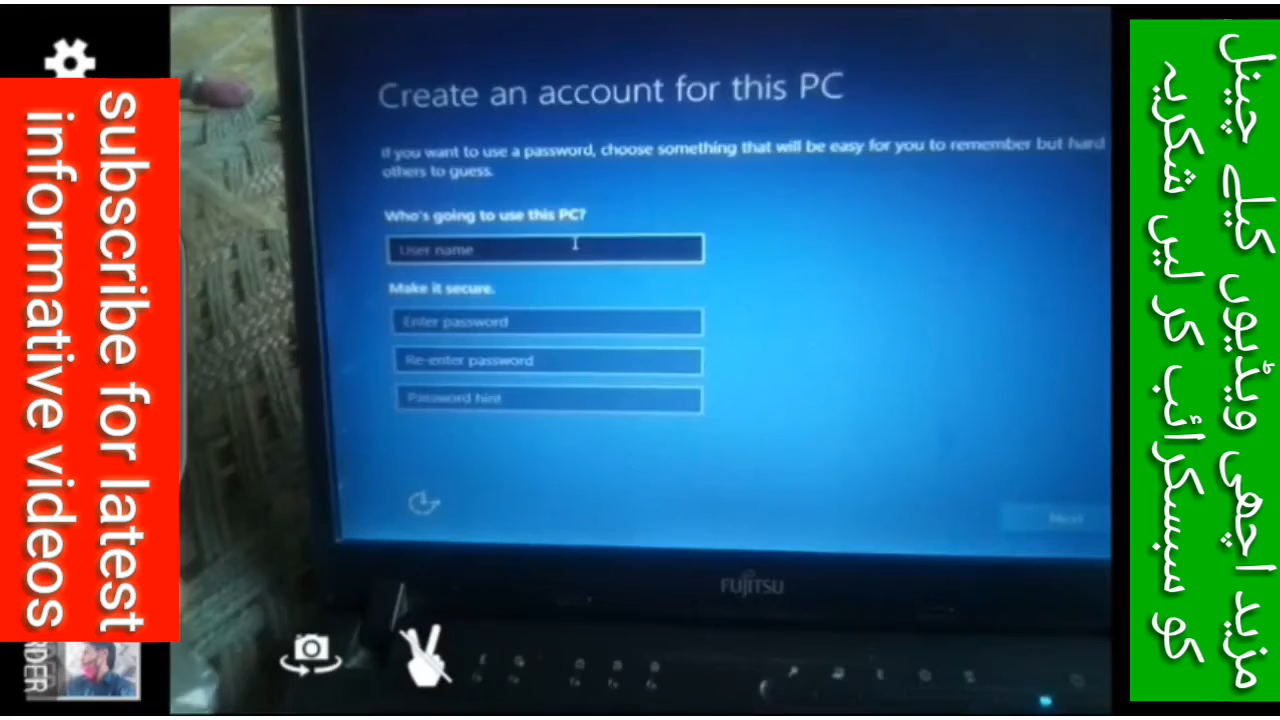 subscribe for latest
informative videos
Create an account for this PC
If you want to use a password, choose something that will be easy for you to remember but hard
others to guess.
Who's going to use this PC?
User name
Make it secure.
Enter password
Re-enter password
Password hint
Next
FUJITSU
RDER
مزید اچھی ویڈیوں کیلے چینل
کو سبسکرائب کر لیں شکریہ